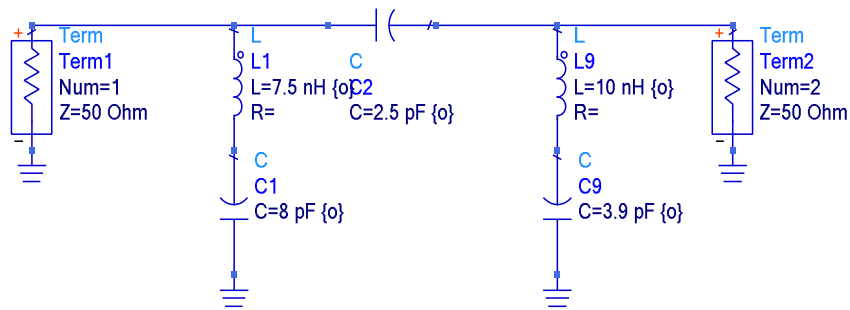 +
Term
Term1
Num=1
Z=50 Ohm
−
L
L1
L=7.5 nH {o}
R=
C
C1
C=8 pF {o}
C
C2
C=2.5 pF {o}
L
L9
L=10 nH {o}
R=
C
C9
C=3.9 pF {o}
+
Term
Term2
Num=2
Z=50 Ohm
−